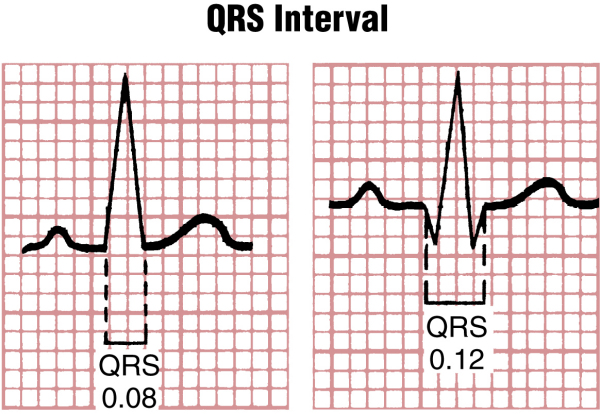 QRS Interval
QRS
0.08
QRS
0.12